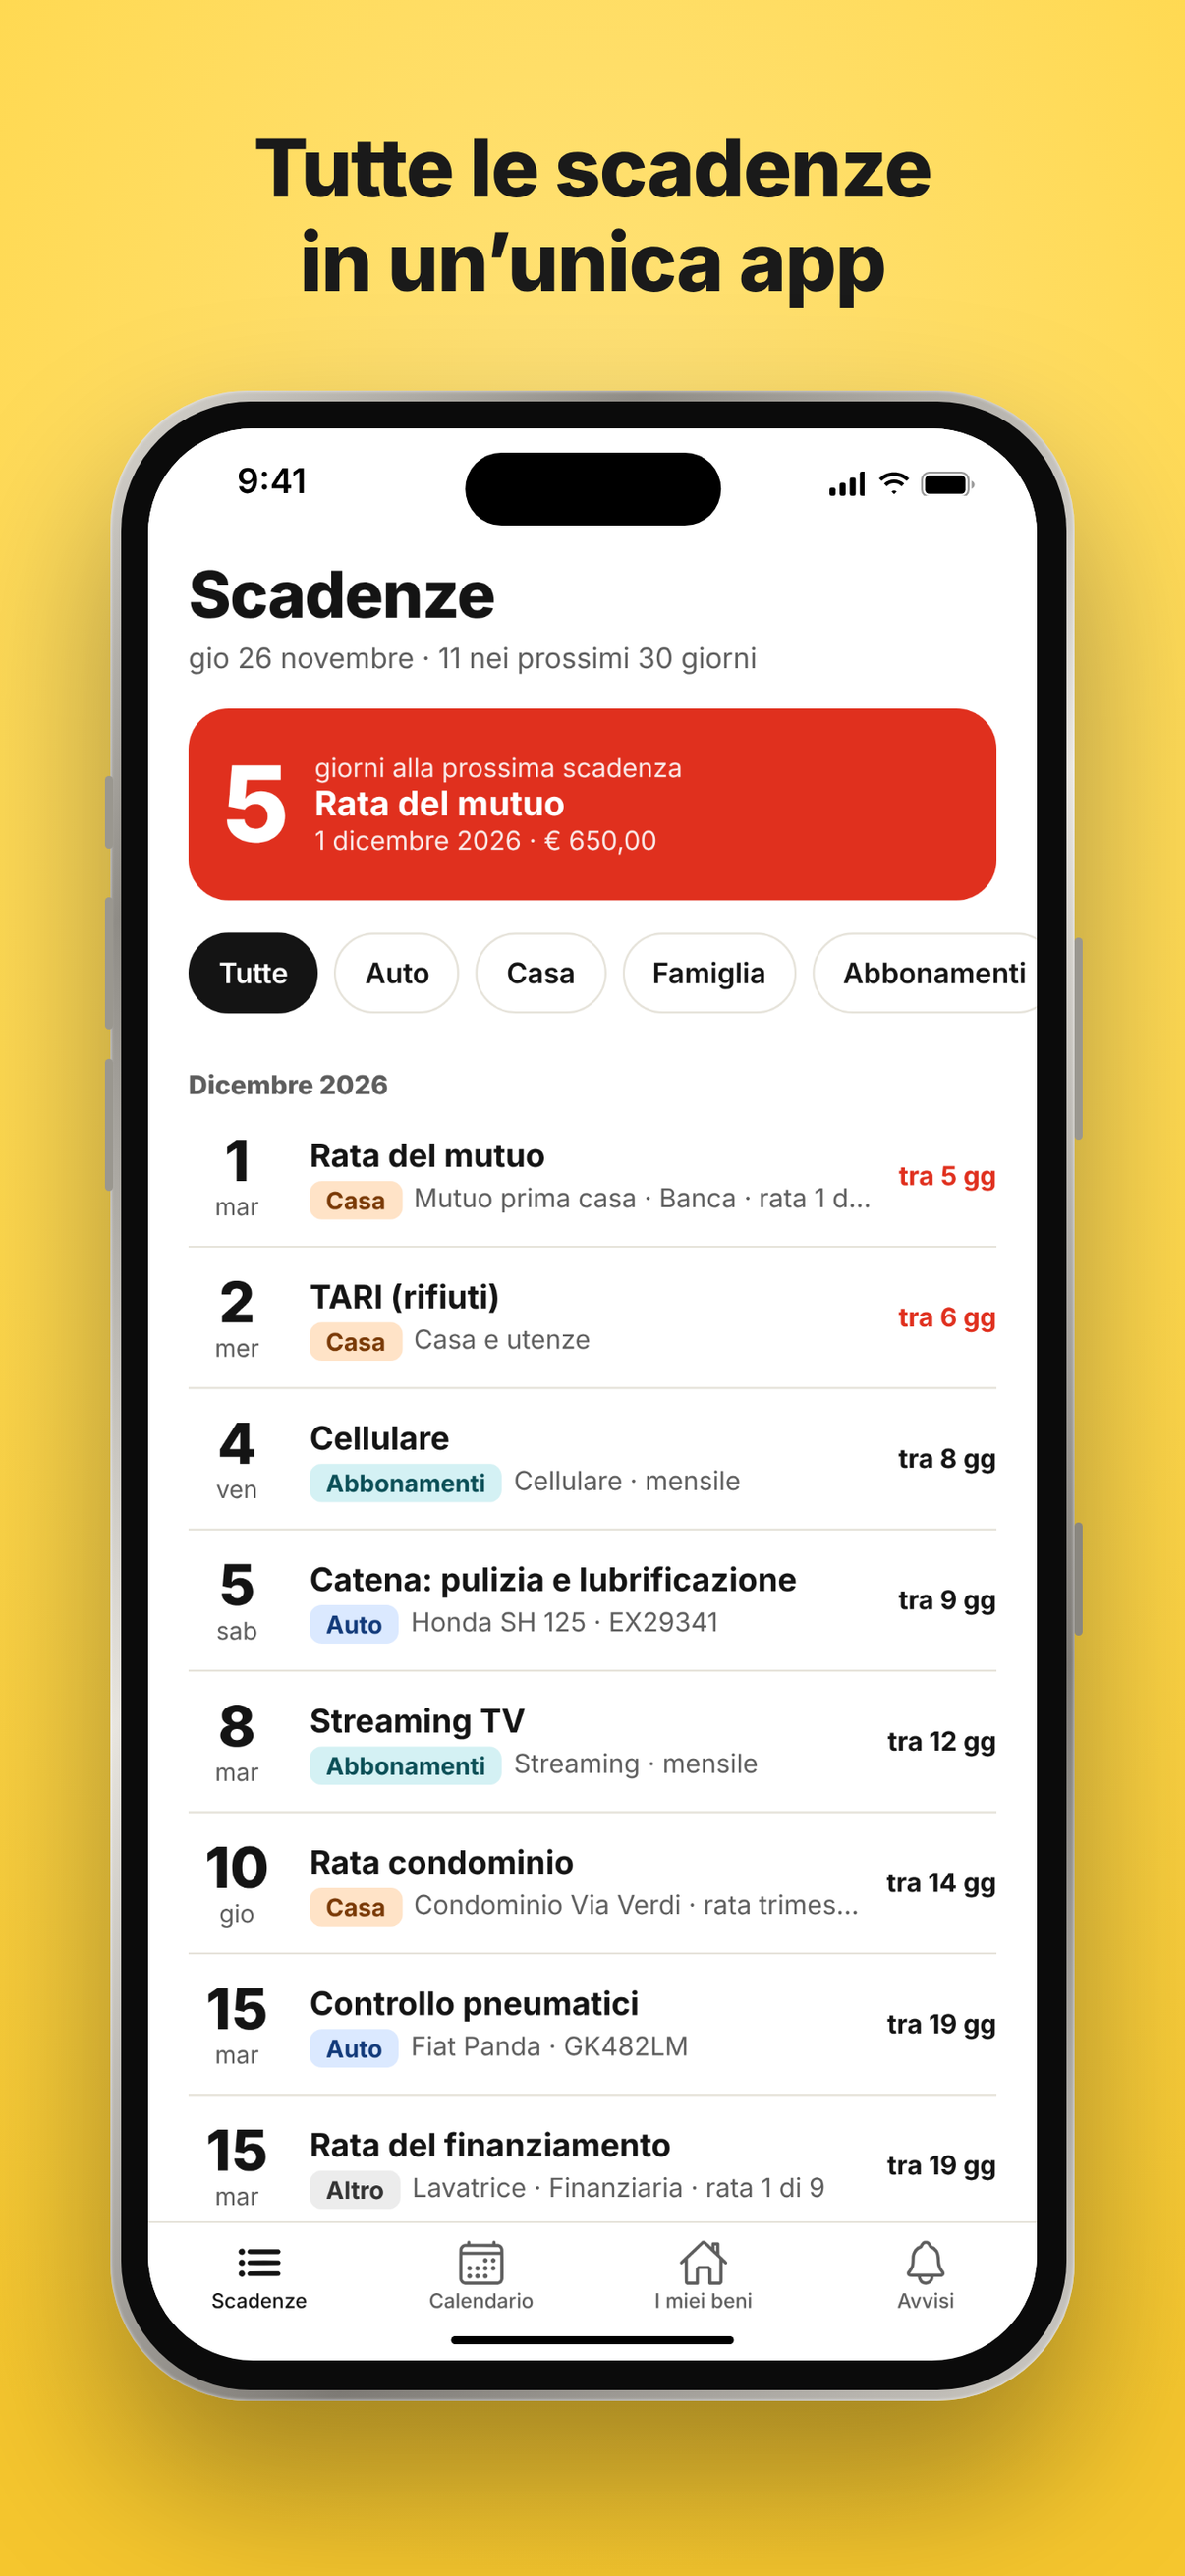 Tutte le scadenze
in un’unica app
9:41
Scadenze
gio 26 novembre · 11 nei prossimi 30 giorni
5
giorni alla prossima scadenza
Rata del mutuo
1 dicembre 2026 · € 650,00
Tutte
Auto
Casa
Famiglia
Abbonamenti
Dicembre 2026
1
mar
Rata del mutuo
Casa Mutuo prima casa · Banca · rata 1 d...
tra 5 gg
2
mer
TARI (rifiuti)
Casa Casa e utenze
tra 6 gg
4
ven
Cellulare
Abbonamenti Cellulare · mensile
tra 8 gg
5
sab
Catena: pulizia e lubrificazione
Auto Honda SH 125 · EX29341
tra 9 gg
8
mar
Streaming TV
Abbonamenti Streaming · mensile
tra 12 gg
10
gio
Rata condominio
Casa Condominio Via Verdi · rata trimes...
tra 14 gg
15
mar
Controllo pneumatici
Auto Fiat Panda · GK482LM
tra 19 gg
15
mar
Rata del finanziamento
Altro Lavatrice · Finanziaria · rata 1 di 9
tra 19 gg
Scadenze
Calendario
I miei beni
Avvisi